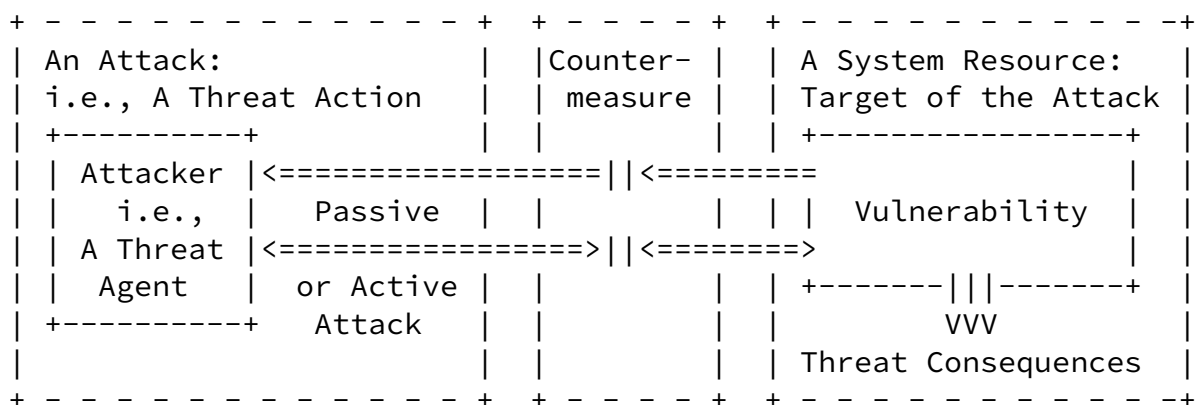 + - - - - - - - - - - - - - + + - - - - + + - - - - - - - - - - - -+
| An Attack: | |Counter- | | A System Resource: |
| i.e., A Threat Action | | measure | | Target of the Attack |
| +----------+ | | | | +-----------------+ |
| | Attacker |<==================||<========= | |
| | i.e., | Passive | | | | | Vulnerability | |
| | A Threat |<=================>||<========> | |
| | Agent | or Active | | | | +-------|||-------+ |
| +----------+ Attack | | | | VVV |
| | | | | Threat Consequences |
+ - - - - - - - - - - - - - + + - - - - + + - - - - - - - - - - - -+